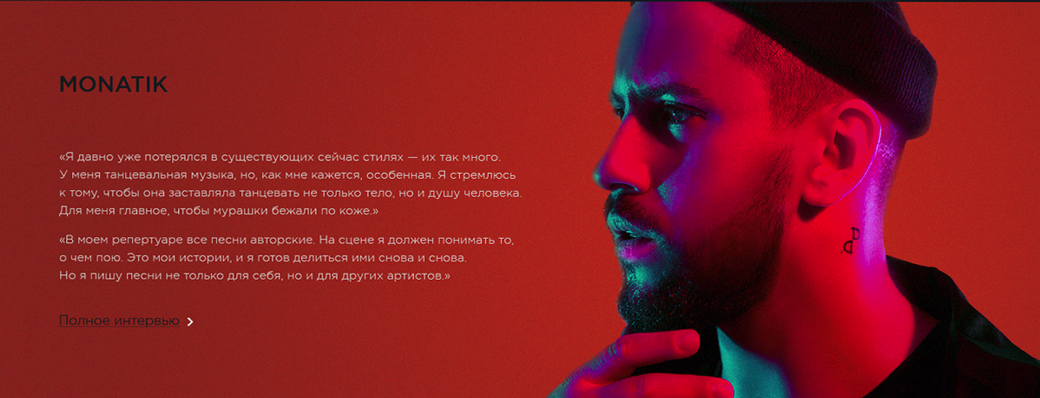 MONATIK
«Я давно уже потерялся в существующих сейчас стилях — их так много.
У меня танцевальная музыка, но, как мне кажется, особенная. Я стремлюсь
к тому, чтобы она заставляла танцевать не только тело, но и душу человека.
Для меня главное, чтобы мурашки бежали по коже.»
«В моем репертуаре все песни авторские. На сцене я должен понимать то,
о чем пою. Это мои истории, и я готов делиться ими снова и снова.
Но я пишу песни не только для себя, но и для других артистов.»
Полное интервью